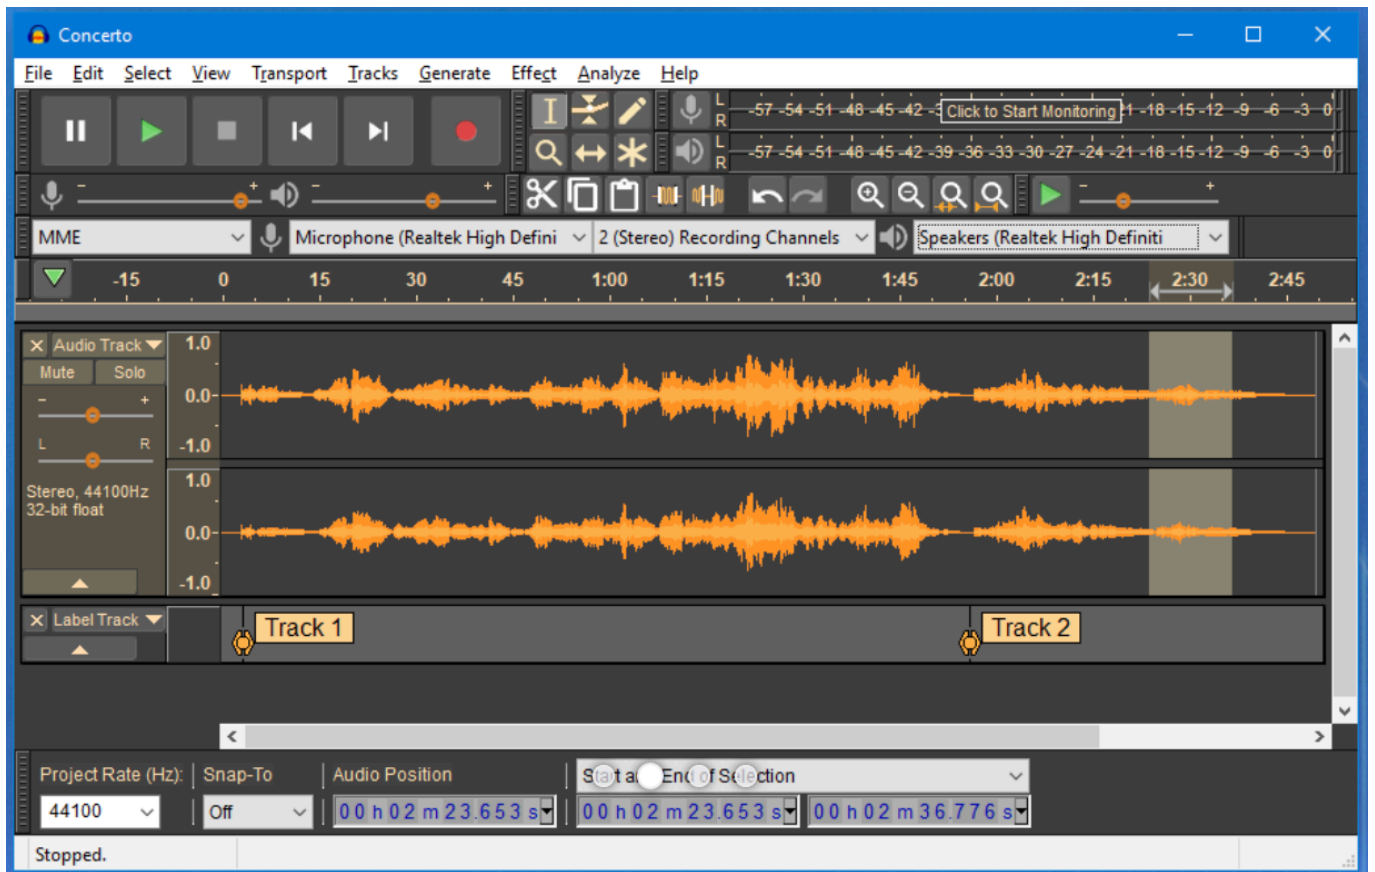 Concerto
File Edit Select View Transport Tracks Generate Effect Analyze Help
L
R
-57 -54 -51 -48 -45 -42 Click to Start Monitoring -18 -15 -12 -9 -6 -3 0
L
R
-57 -54 -51 -48 -45 -42 -39 -36 -33 -30 -27 -24 -21 -18 -15 -12 -9 -6 -3 0
- + - + - +
MME Microphone (Realtek High Defini 2 (Stereo) Recording Channels Speakers (Realtek High Definiti
-15 0 15 30 45 1:00 1:15 1:30 1:45 2:00 2:15 2:30 2:45
Audio Track 1.0
Mute Solo
- + 0.0
L R -1.0
Stereo, 44100Hz 1.0
32-bit float
0.0
-1.0
Label Track
Track 1 Track 2
Project Rate (Hz): Snap-To Audio Position Start and End of Selection
44100 Off 00 h 02 m 23.653 s 00 h 02 m 23.653 s 00 h 02 m 36.776 s
Stopped.